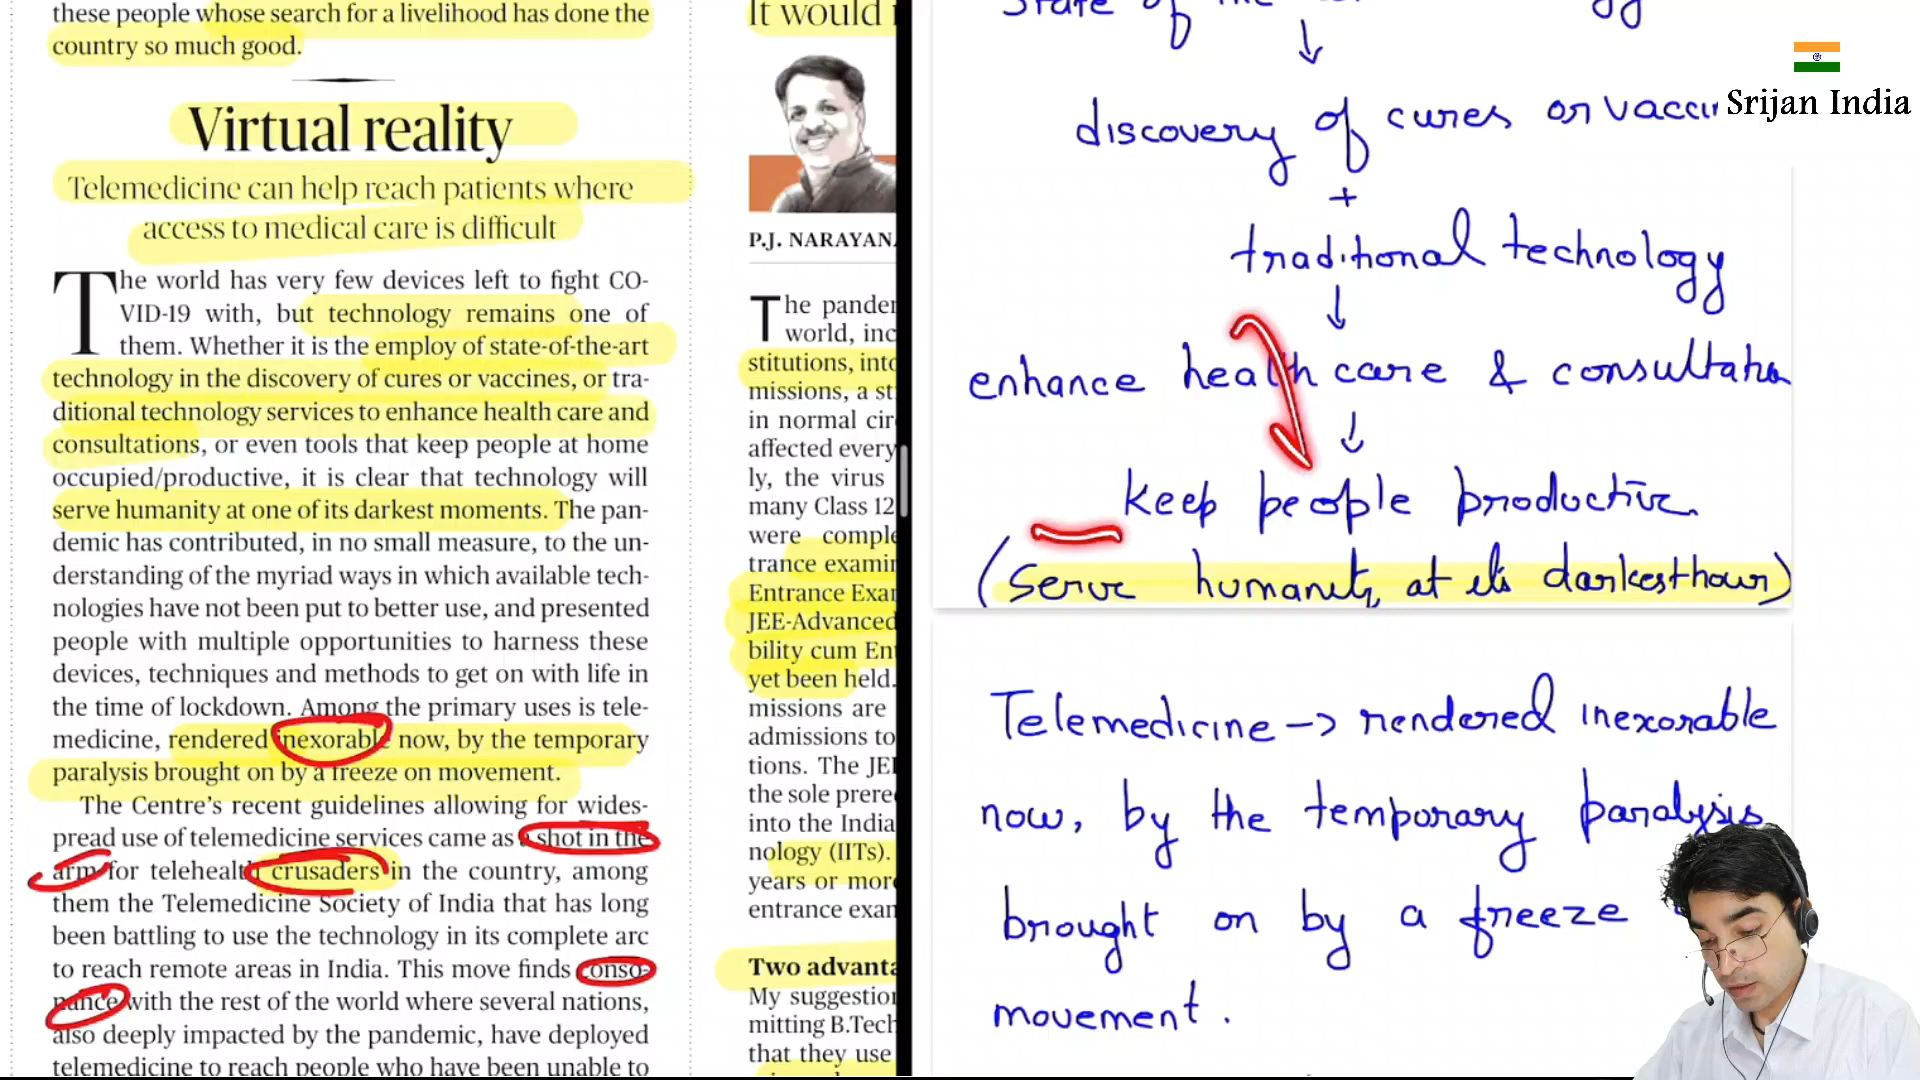 these people whose search for a livelihood has done the
country so much good.
Virtual reality
Telemedicine can help reach patients where
access to medical care is difficult
The world has very few devices left to fight CO-
VID-19 with, but technology remains one of
them. Whether it is the employ of state-of-the-art
technology in the discovery of cures or vaccines, or tra-
ditional technology services to enhance health care and
consultations, or even tools that keep people at home
occupied/productive, it is clear that technology will
serve humanity at one of its darkest moments. The pan-
demic has contributed, in no small measure, to the un-
derstanding of the myriad ways in which available tech-
nologies have not been put to better use, and presented
people with multiple opportunities to harness these
devices, techniques and methods to get on with life in
the time of lockdown. Among the primary uses is tele-
medicine, rendered inexorable now, by the temporary
paralysis brought on by a freeze on movement.
The Centre's recent guidelines allowing for wides-
pread use of telemedicine services came as a shot in the
arm for telehealth crusaders in the country, among
them the Telemedicine Society of India that has long
been battling to use the technology in its complete arc
to reach remote areas in India. This move finds conso-
nance with the rest of the world where several nations,
also deeply impacted by the pandemic, have deployed
telemedicine to reach people who have been unable to
It would
P.J. NARAYAN
The pander
world, inc
stitutions, into
missions, a st
in normal cir
affected every
ly, the virus
many Class 12
were comple
trance examin
Entrance Exar
JEE-Advanced
bility cum En
yet been held.
missions are
admissions to
tions. The JEE
the sole prere
into the India
nology (IITs).
years or more
entrance exan
Two advanta
My suggestion
mitting B.Tech
that they use
State of the
discovery of cures or vacci
+
traditional technology
enhance health care & consultation
keep people productive
(Serve humanity at its darkest hour)
Telemedicine -> rendered inexorable
now, by the temporary paralysis
brought on by a freeze
movement.
Srijan India